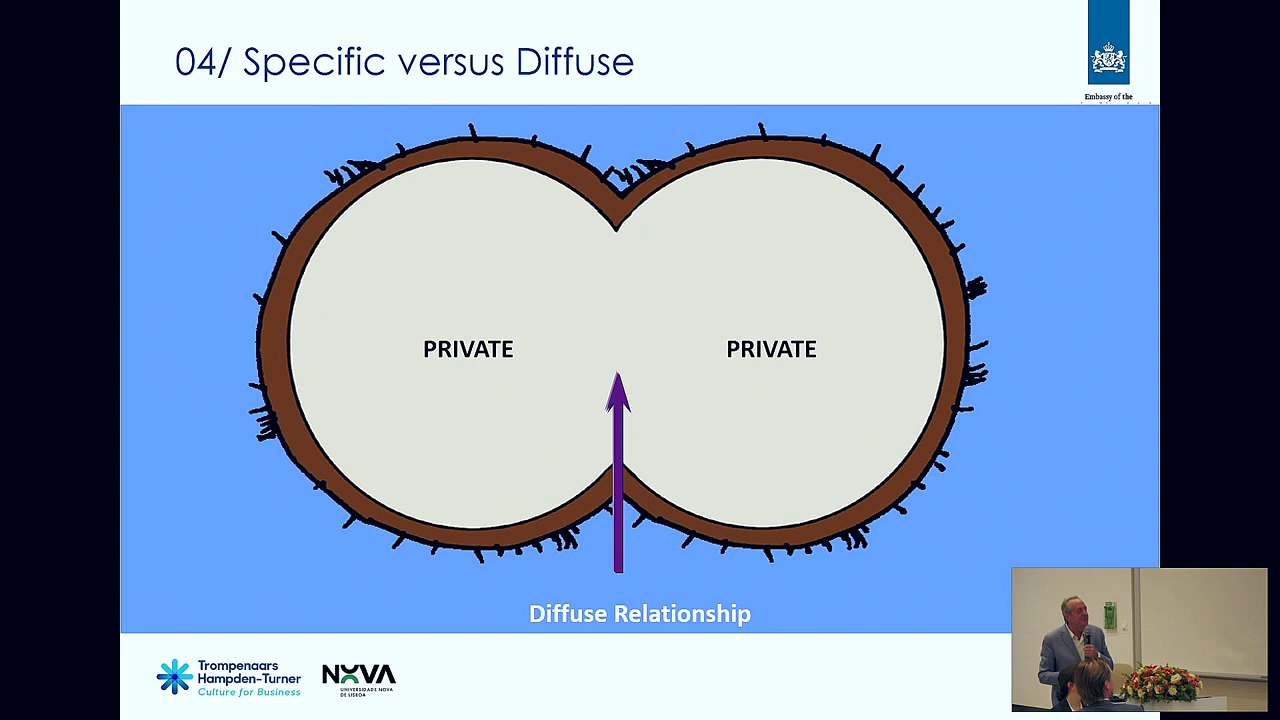 04/ Specific versus Diffuse
Embassy of the
PRIVATE
PRIVATE
Diffuse Relationship
Trompenaars
Hampden-Turner
Culture for Business
NOVA
UNIVERSIDADE NOVA
DE LISBOA